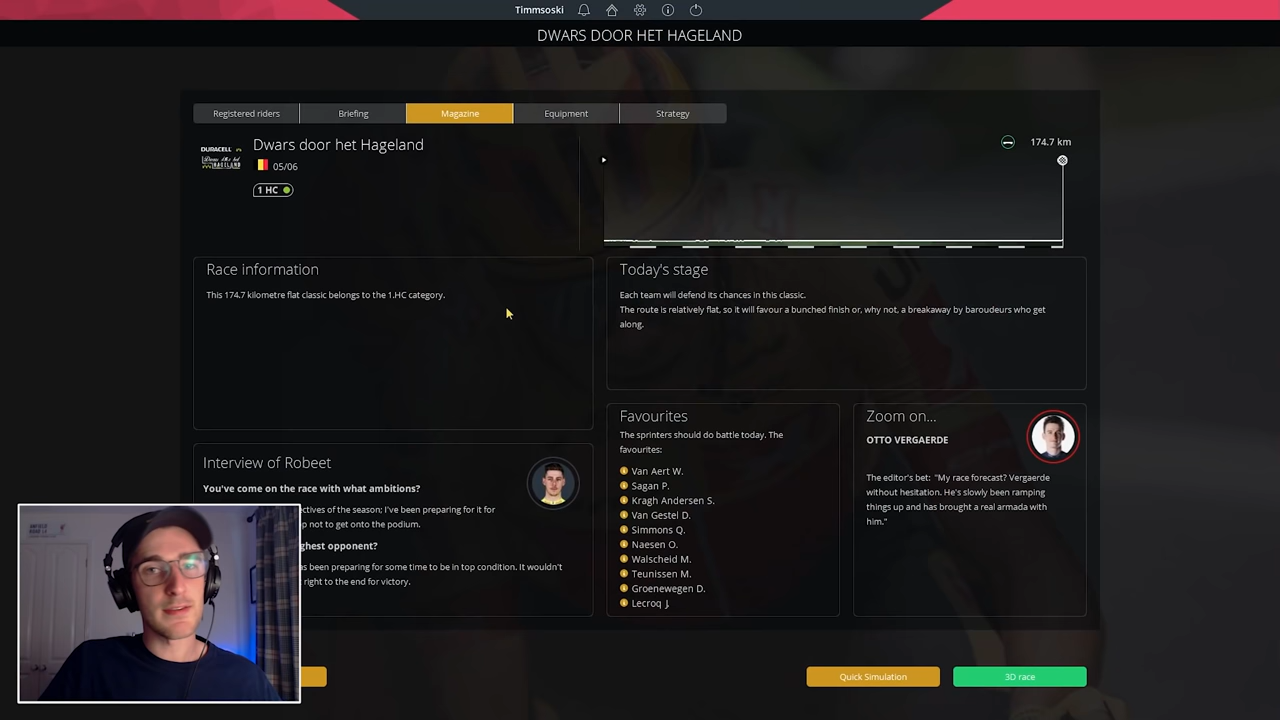 Timmsoski
DWARS DOOR HET HAGELAND
Registered riders
Briefing
Magazine
Equipment
Strategy
DURACELL
HAGELAND
Dwars door het Hageland
05/06
1 HC
174.7 km
Race information
This 174.7 kilometre flat classic belongs to the 1.HC category.
Today's stage
Each team will defend its chances in this classic.
The route is relatively flat, so it will favour a bunched finish or, why not, a breakaway by baroudeurs who get
along.
Interview of Robeet
You've come on the race with what ambitions?
ectives of the season; I've been preparing for it for
p not to get onto the podium.
ghest opponent?
as been preparing for some time to be in top condition. It wouldn't
right to the end for victory.
Favourites
The sprinters should do battle today. The
favourites:
Van Aert W.
Sagan P.
Kragh Andersen S.
Van Gestel D.
Simmons Q.
Naesen O.
Walscheid M.
Teunissen M.
Groenewegen D.
Lecroq J.
Zoom on...
OTTO VERGAERDE
The editor's bet: "My race forecast? Vergaerde
without hesitation. He's slowly been ramping
things up and has brought a real armada with
him."
Quick Simulation
3D race